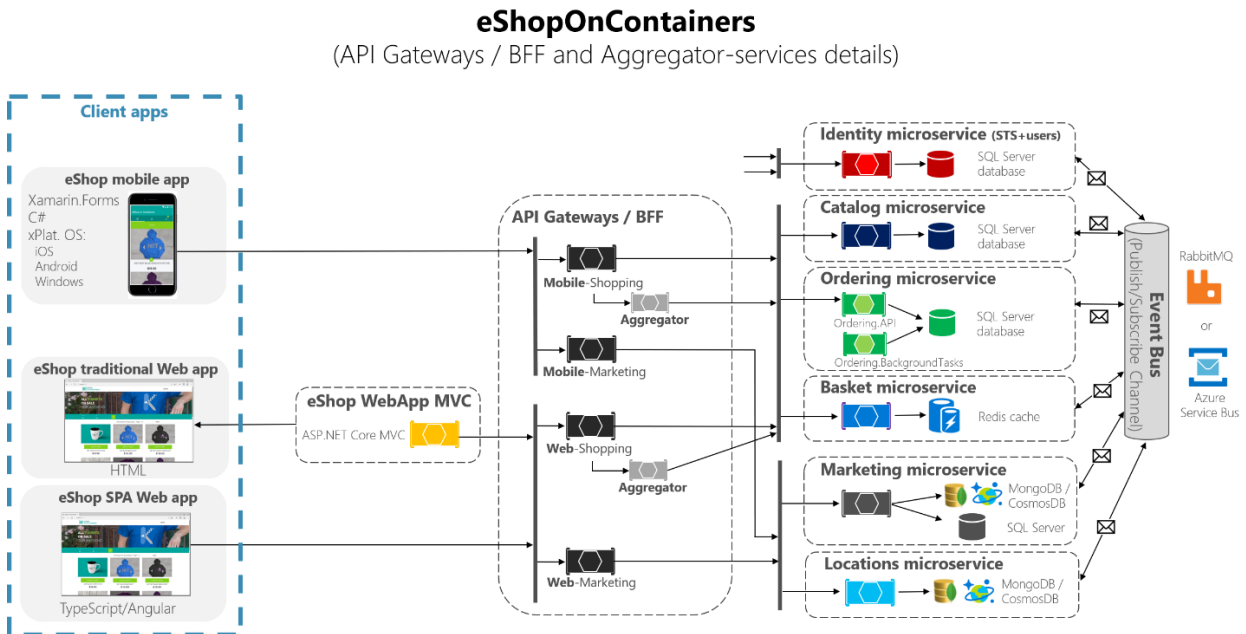 eShopOnContainers
(API Gateways / BFF and Aggregator-services details)
Client apps
eShop mobile app
Xamarin.Forms
C#
xPlat. OS:
iOS
Android
Windows
eShop traditional Web app
HTML
eShop SPA Web app
TypeScript/Angular
eShop WebApp MVC
ASP.NET Core MVC
API Gateways / BFF
Mobile-Shopping
Aggregator
Mobile-Marketing
Web-Shopping
Aggregator
Web-Marketing
Identity microservice (STS+users)
SQL Server
database
Catalog microservice
SQL Server
database
Ordering microservice
Ordering.API
SQL Server
database
Ordering.BackgroundTasks
Basket microservice
Redis cache
Marketing microservice
MongoDB /
CosmosDB
SQL Server
Locations microservice
MongoDB /
CosmosDB
Event Bus
(Publish/Subscribe Channel)
RabbitMQ
or
Azure
Service Bus